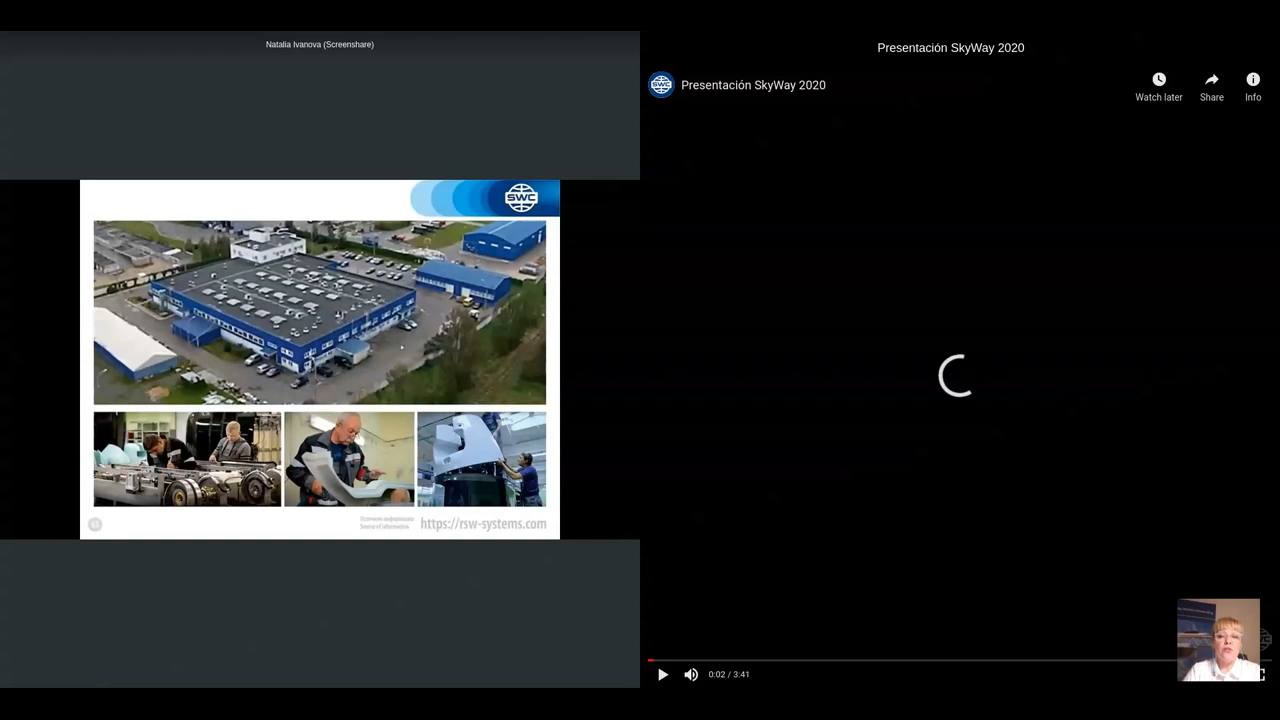 Natalia Ivanova (Screenshare)
SWC
https://rsw-systems.com
Presentación SkyWay 2020
SWC
Presentación SkyWay 2020
Watch later
Share
Info
0:02 / 3:41